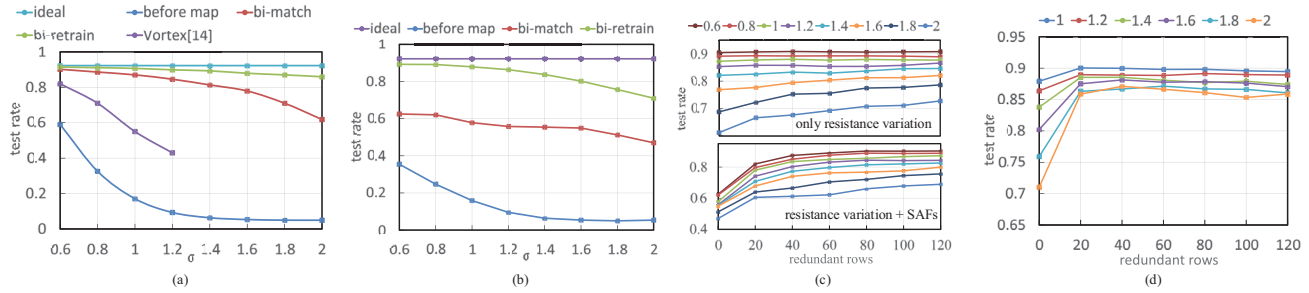 ideal before map bi-match
bi-retrain Vortex[14]
test rate
1
0.8
0.6
0.4
0.2
0
0.6 0.8 1 1.2 1.4 1.6 1.8 2
σ
(a)
ideal before map bi-match bi-retrain
test rate
1
0.8
0.6
0.4
0.2
0
0.6 0.8 1 1.2 1.4 1.6 1.8 2
σ
(b)
0.6 0.8 1 1.2 1.4 1.6 1.8 2
test rate
0.9
0.8
0.7
only resistance variation
0.8
0.6
0.4
resistance variation + SAFs
0 20 40 60 80 100 120
redundant rows
(c)
1 1.2 1.4 1.6 1.8 2
test rate
0.95
0.9
0.85
0.8
0.75
0.7
0.65
0 20 40 60 80 100 120
redundant rows
(d)